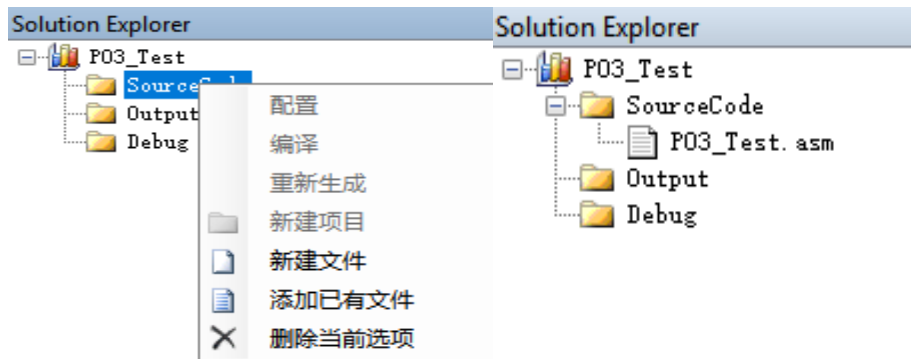 Solution Explorer
P03_Test
Output
Debug
配置
编译
重新生成
新建项目
新建文件
添加已有文件
删除当前选项
Solution Explorer
P03_Test
SourceCode
P03_Test.asm
Output
Debug